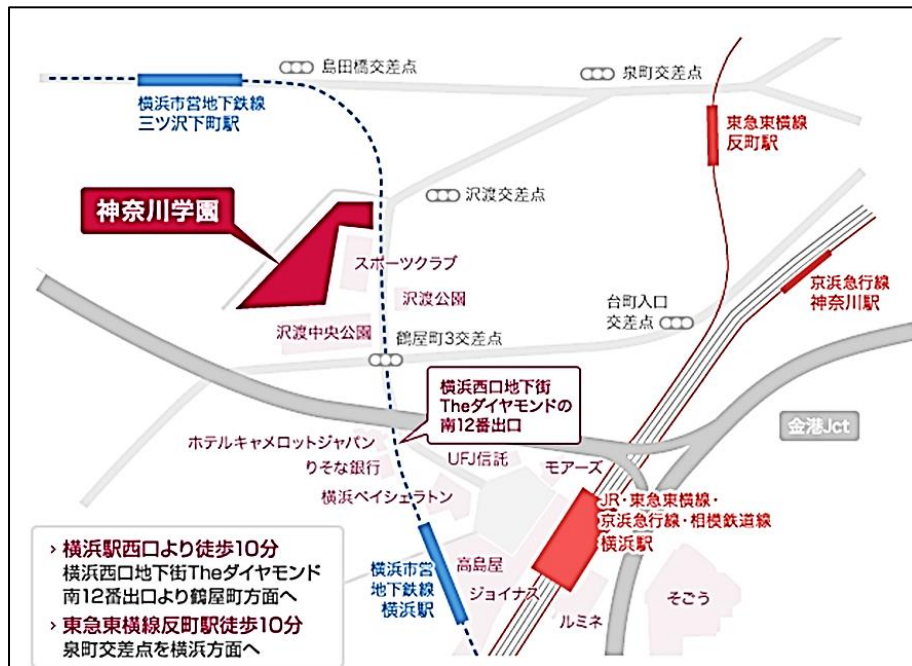 島田橋交差点
泉町交差点
横浜市営地下鉄線
三ツ沢下町駅
東急東横線
反町駅
沢渡交差点
神奈川学園
スポーツクラブ
京浜急行線
神奈川駅
沢渡公園
台町入口
交差点
沢渡中央公園
鶴屋町3交差点
横浜西口地下街
Theダイヤモンドの
南12番出口
金港Jct
ホテルキャメロットジャパン
UFJ信託
りそな銀行
モアーズ
横浜ベイシェラトン
JR・東急東横線・
京浜急行線・相模鉄道線
横浜駅
横浜市営
地下鉄線
横浜駅
高島屋
ジョイナス
ルミネ
そごう
› 横浜駅西口より徒歩10分
横浜西口地下街Theダイヤモンド
南12番出口より鶴屋町方面へ
› 東急東横線反町駅徒歩10分
泉町交差点を横浜方面へ